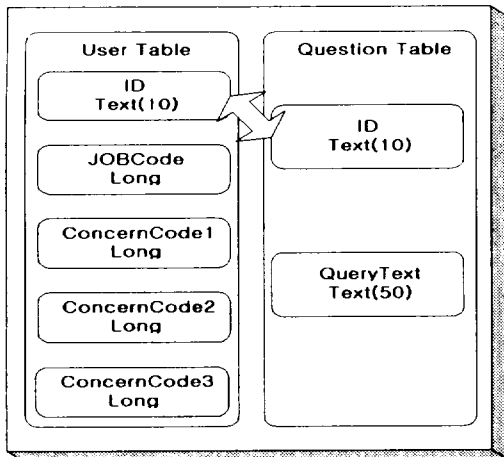 User Table
ID
Text(10)
JOBCode
Long
ConcernCode1
Long
ConcernCode2
Long
ConcernCode3
Long
Question Table
ID
Text(10)
QueryText
Text(50)